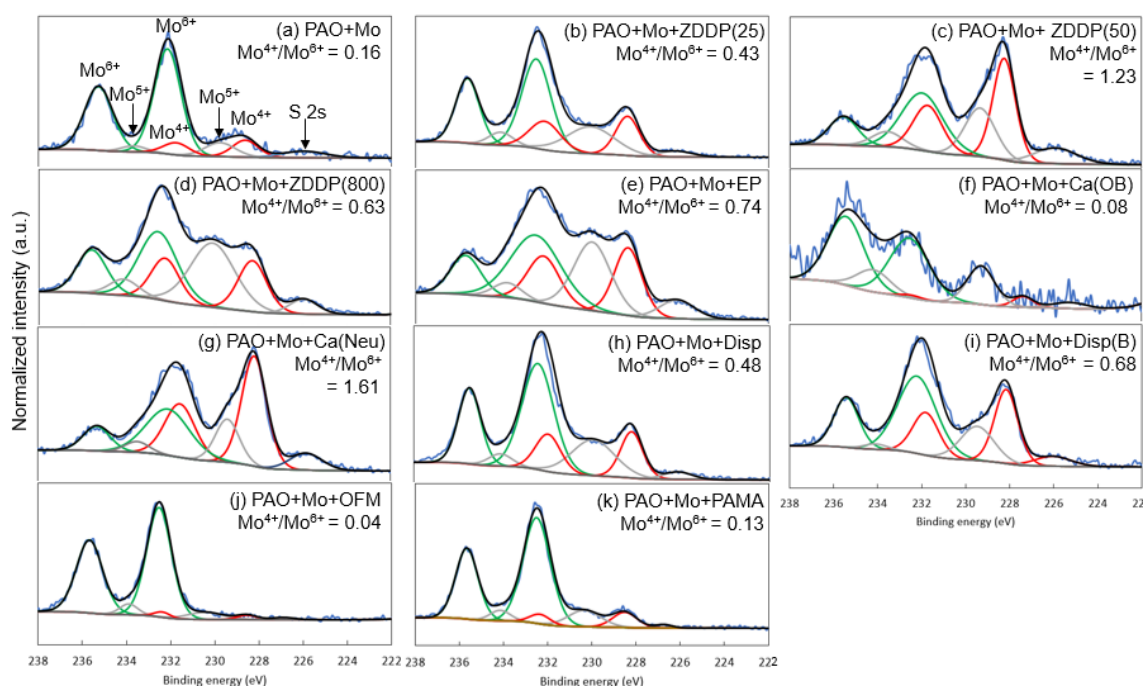 Normalized intensity (a.u.)
(a) PAO+Mo
Mo⁴⁺/Mo⁶⁺ = 0.16
Mo⁶⁺
Mo⁶⁺
Mo⁵⁺
Mo⁴⁺
Mo⁵⁺
Mo⁴⁺
S 2s
(b) PAO+Mo+ZDDP(25)
Mo⁴⁺/Mo⁶⁺ = 0.43
(c) PAO+Mo+ ZDDP(50)
Mo⁴⁺/Mo⁶⁺
= 1.23
(d) PAO+Mo+ZDDP(800)
Mo⁴⁺/Mo⁶⁺ = 0.63
(e) PAO+Mo+EP
Mo⁴⁺/Mo⁶⁺ = 0.74
(f) PAO+Mo+Ca(OB)
Mo⁴⁺/Mo⁶⁺ = 0.08
(g) PAO+Mo+Ca(Neu)
Mo⁴⁺/Mo⁶⁺
= 1.61
(h) PAO+Mo+Disp
Mo⁴⁺/Mo⁶⁺ = 0.48
(i) PAO+Mo+Disp(B)
Mo⁴⁺/Mo⁶⁺ = 0.68
238 236 234 232 230 228 226 224 222
Binding energy (eV)
(j) PAO+Mo+OFM
Mo⁴⁺/Mo⁶⁺ = 0.04
238 236 234 232 230 228 226 224 222
Binding energy (eV)
(k) PAO+Mo+PAMA
Mo⁴⁺/Mo⁶⁺ = 0.13
238 236 234 232 230 228 226 224 222
Binding energy (eV)